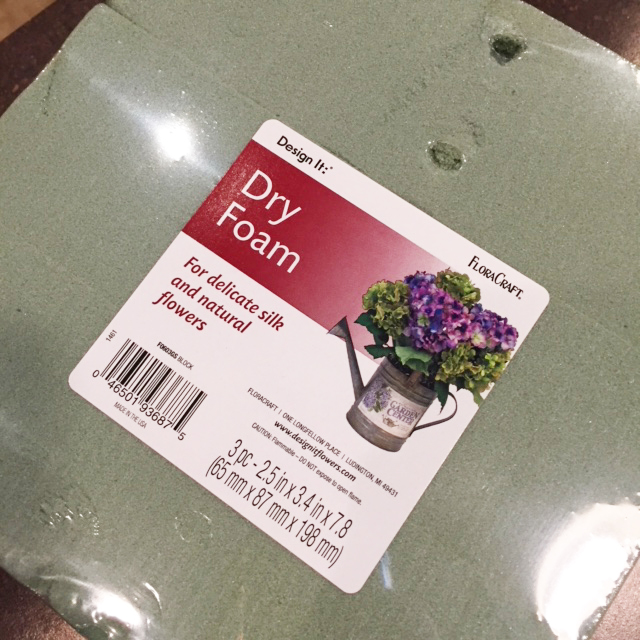 Design It:
Dry
Foam
FLORACRAFT
For delicate silk
and natural
flowers
GARDEN
CENTER
1461
BLOCK
0 46501 93687 5
MADE IN THE USA
FLORACRAFT | ONE LONGFELLOW PLACE | LUDINGTON, MI 49431
www.designitflowers.com
CAUTION: Flammable – DO NOT expose to open flame.
3 pc - 2.5 in x 3.4 in x 7.8
(65 mm x 87 mm x 198 mm)